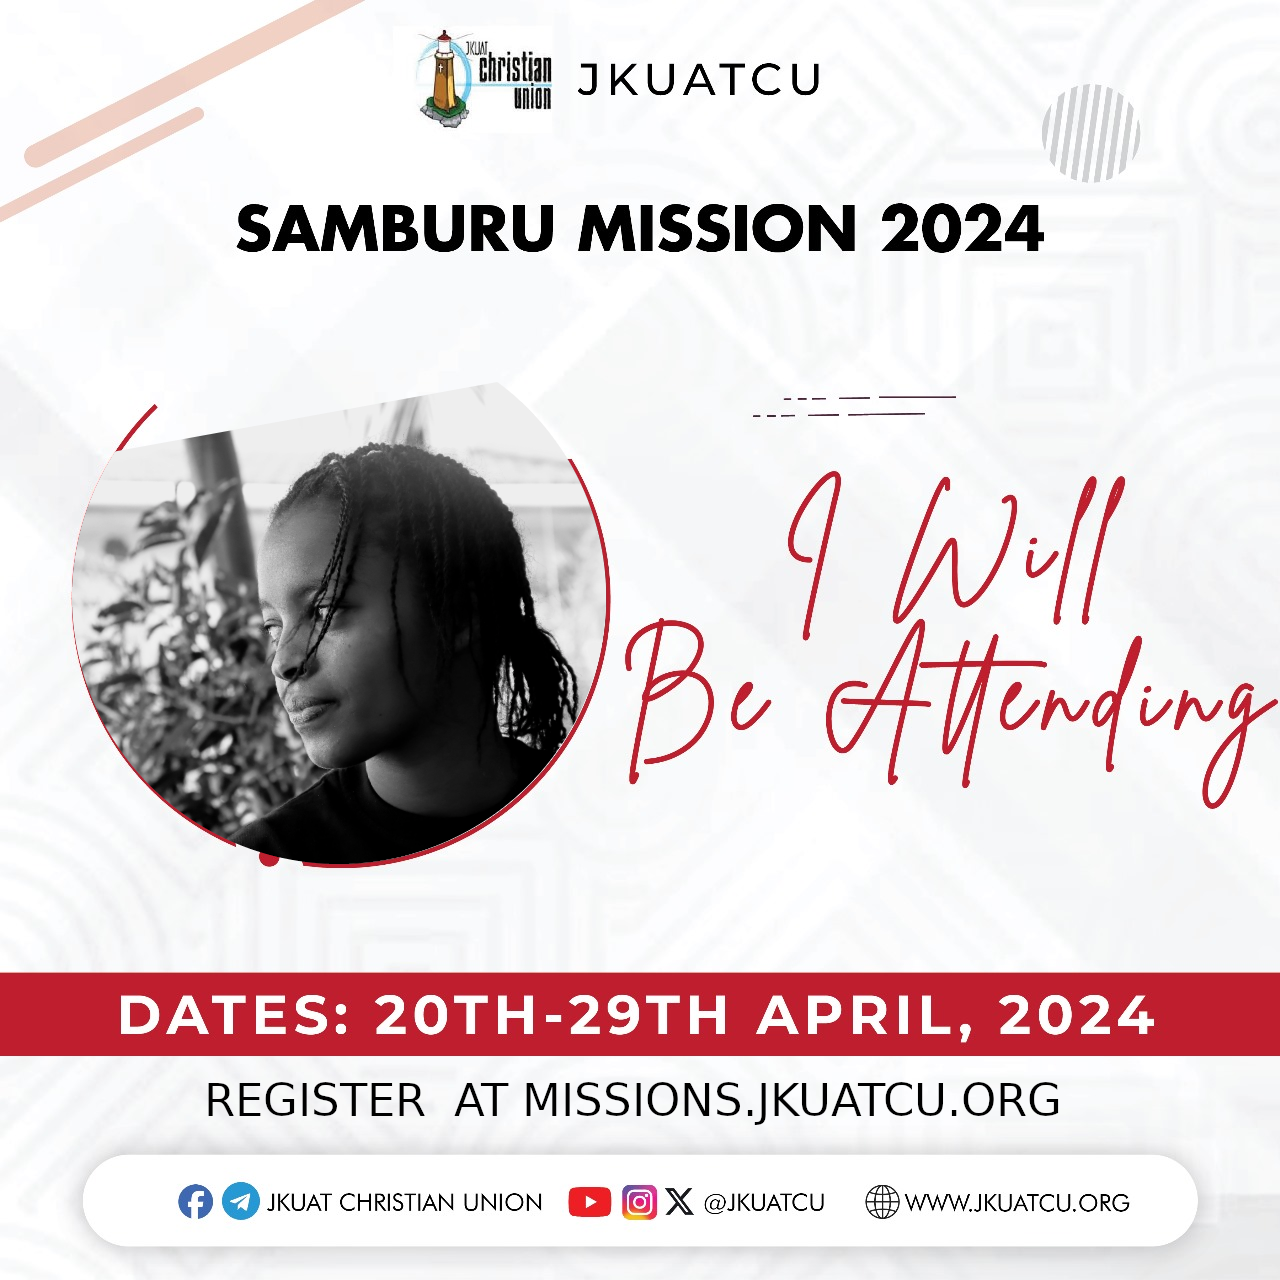 JKUAT
christian
union
JKUATCU
SAMBURU MISSION 2024
I Will
Be Attending
DATES: 20TH-29TH APRIL, 2024
REGISTER  AT MISSIONS.JKUATCU.ORG
JKUAT CHRISTIAN UNION @JKUATCU WWW.JKUATCU.ORG